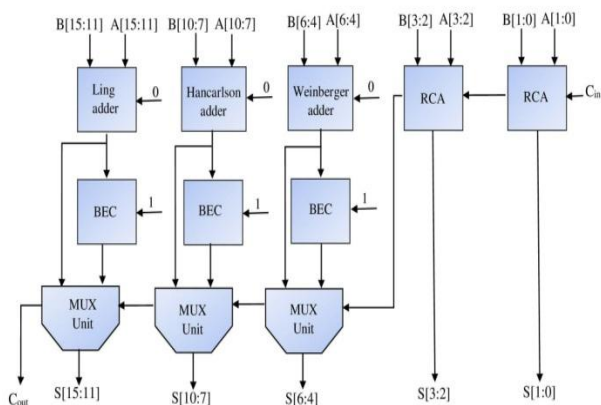 B[15:11] A[15:11] B[10:7] A[10:7] B[6:4] A[6:4] B[3:2] A[3:2] B[1:0] A[1:0]
Ling
adder
0
Hancarlson
adder
0
Weinberger
adder
0
RCA
RCA
Cin
BEC
1
BEC
1
BEC
1
MUX
Unit
MUX
Unit
MUX
Unit
Cout
S[15:11]
S[10:7]
S[6:4]
S[3:2]
S[1:0]